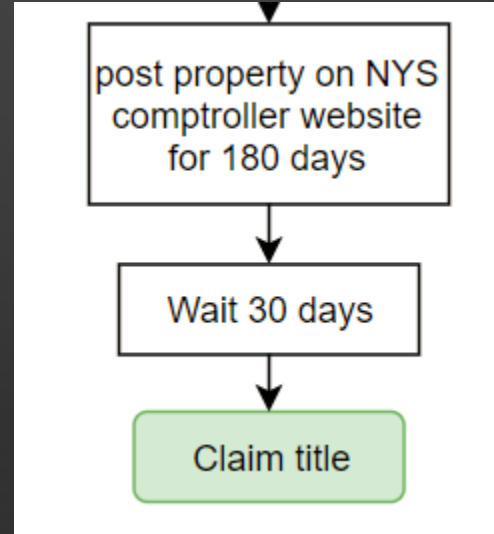 post property on NYS
comptroller website
for 180 days
Wait 30 days
Claim title